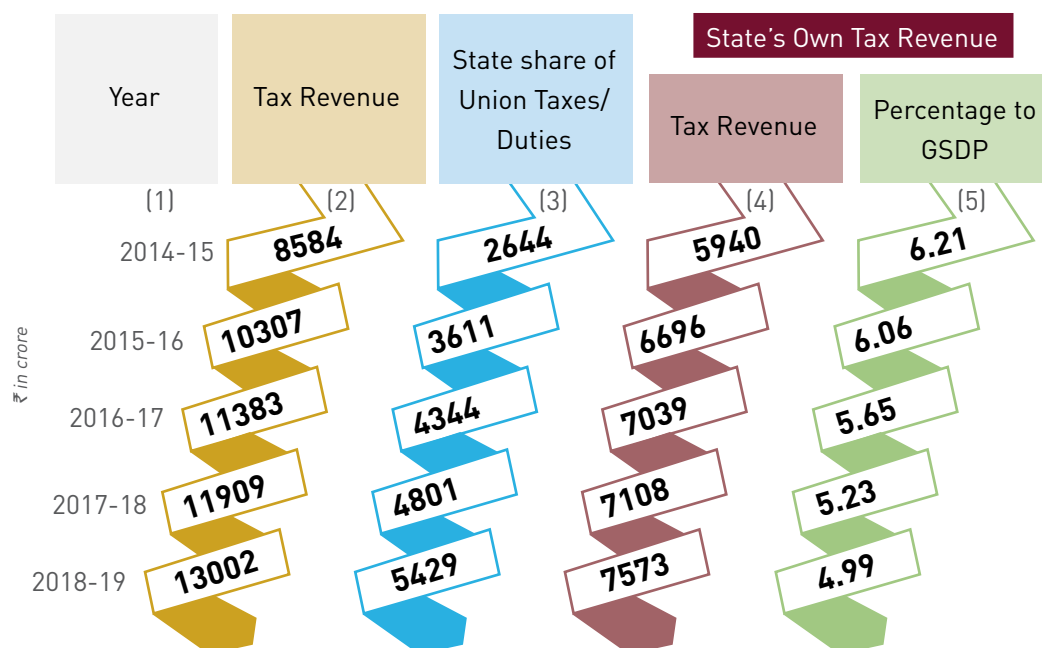 State's Own Tax Revenue
Year
Tax Revenue
State share of
Union Taxes/
Duties
Tax Revenue
Percentage to
GSDP
(1) (2) (3) (4) (5)
2014-15 8584 2644 5940 6.21
2015-16 10307 3611 6696 6.06
2016-17 11383 4344 7039 5.65
2017-18 11909 4801 7108 5.23
2018-19 13002 5429 7573 4.99
₹ in crore